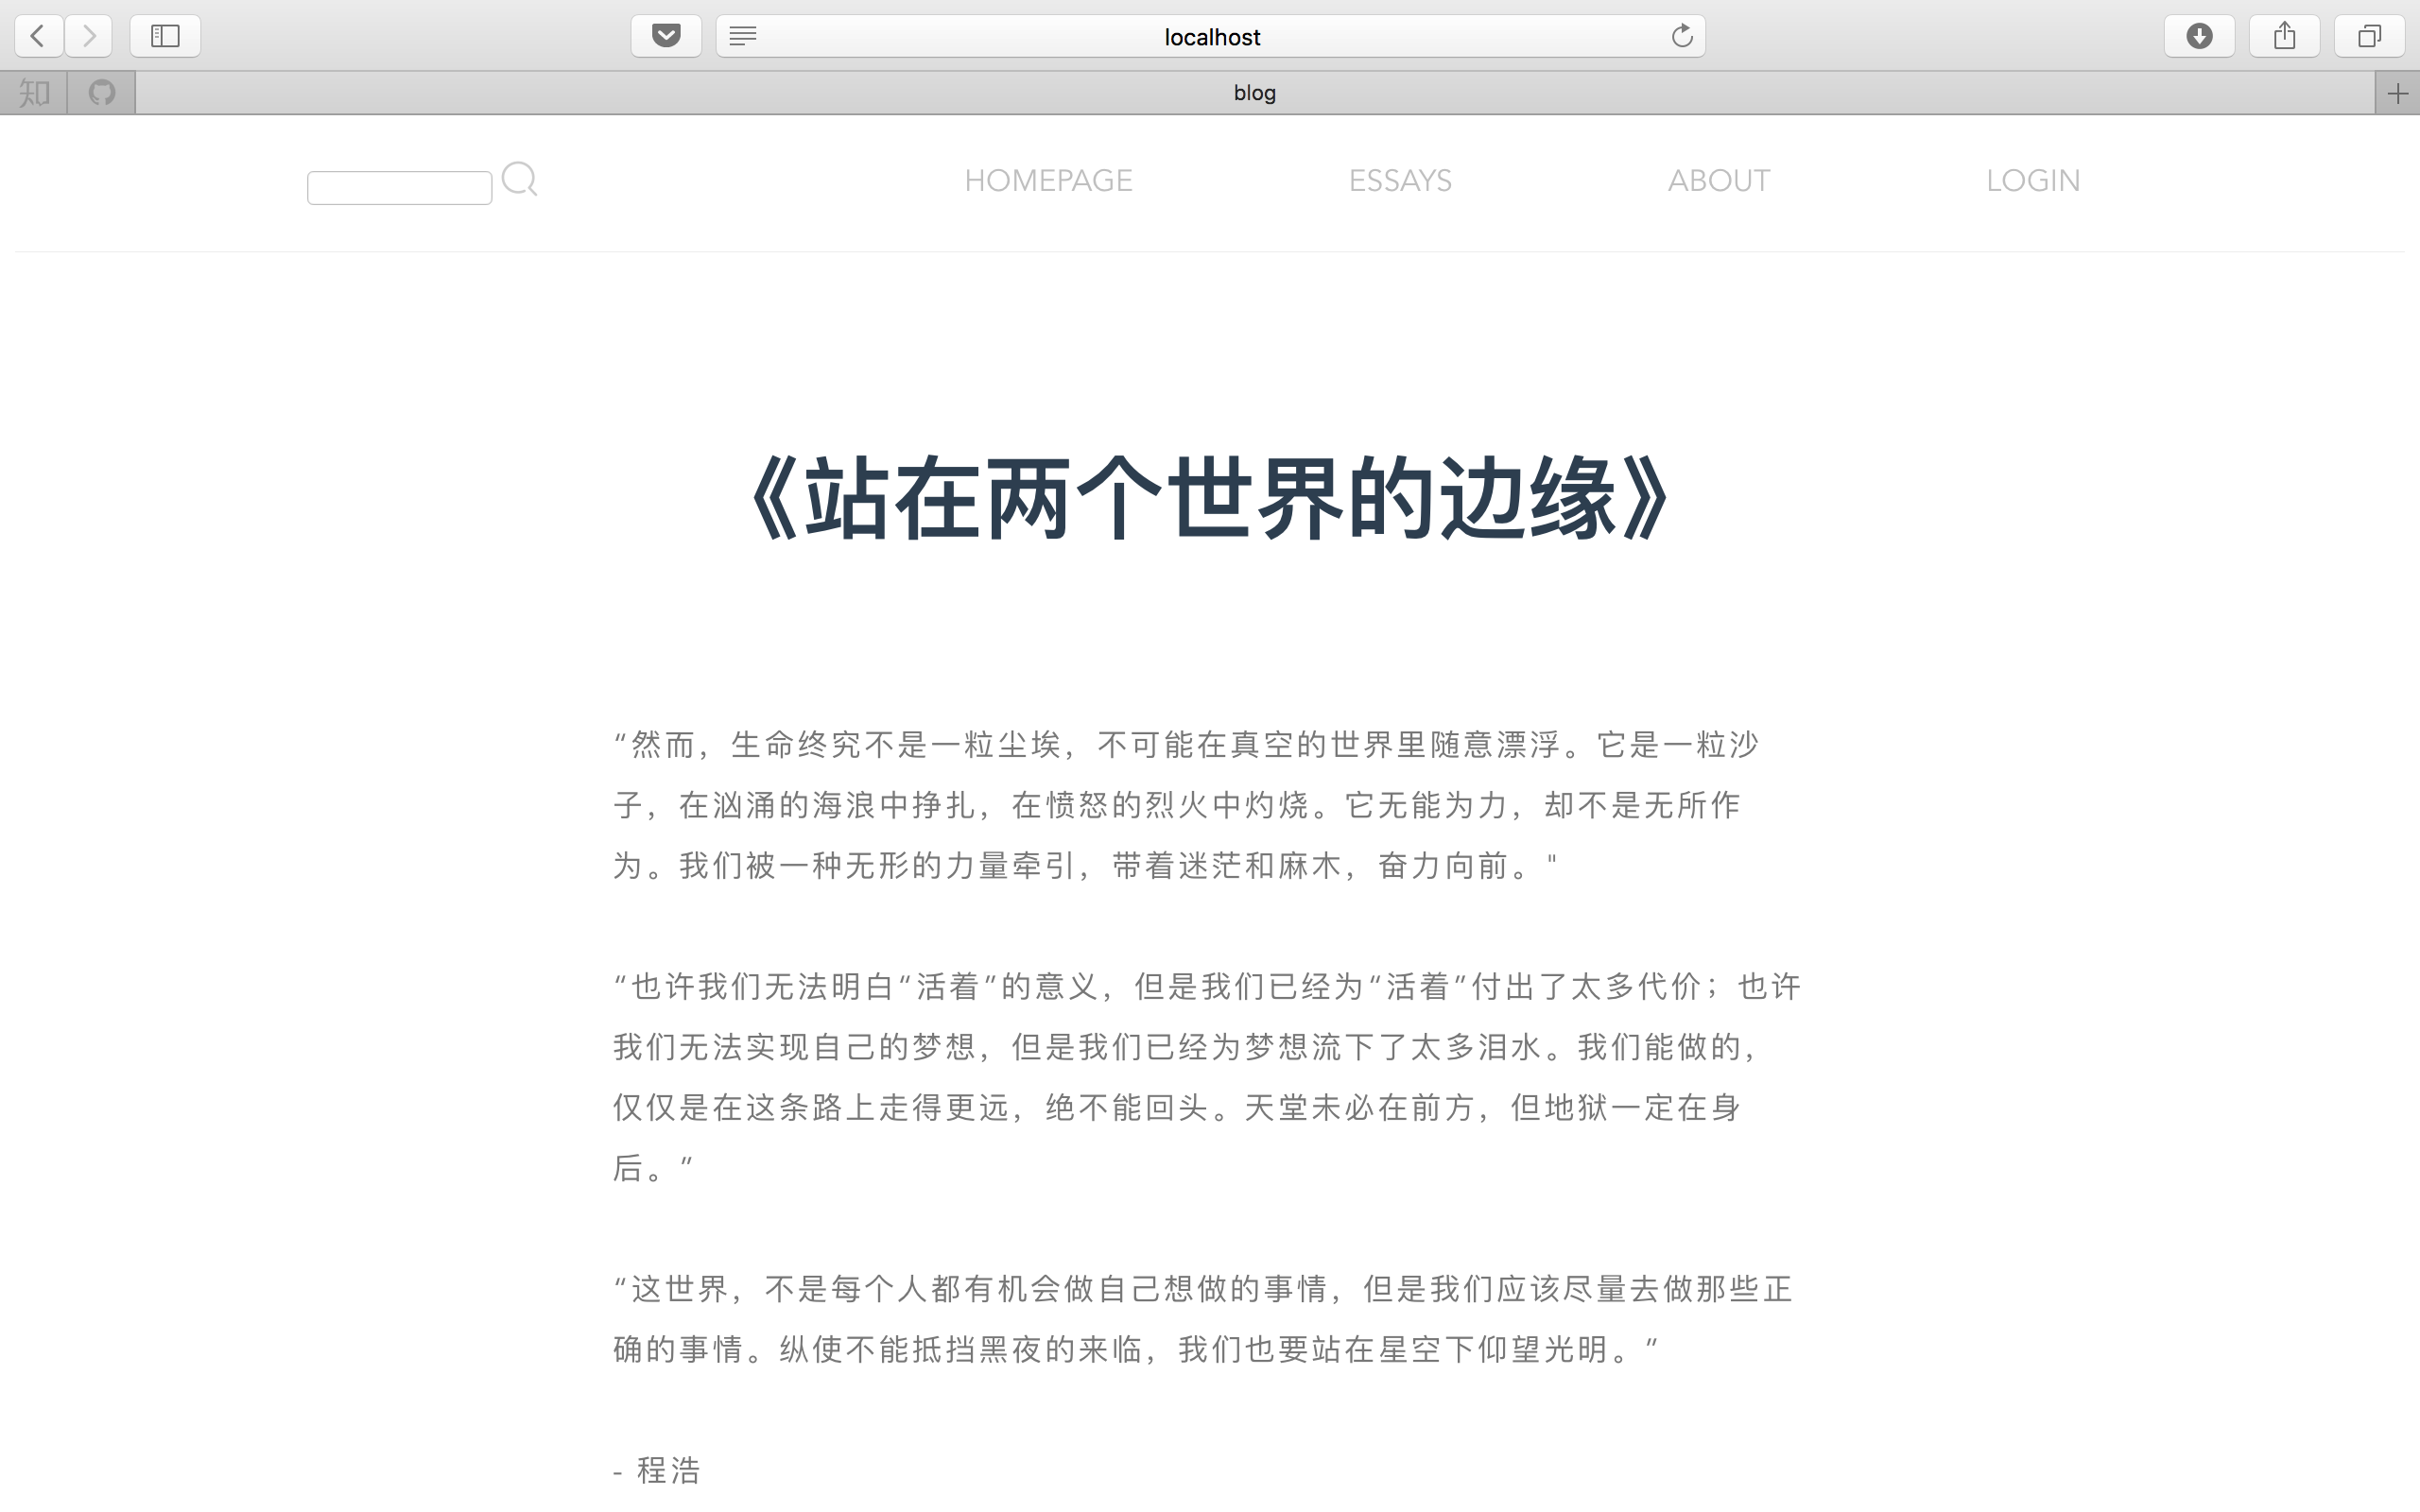 localhost
知
blog
HOMEPAGE ESSAYS ABOUT LOGIN
《站在两个世界的边缘》
“然而，生命终究不是一粒尘埃，不可能在真空的世界里随意漂浮。它是一粒沙
子，在汹涌的海浪中挣扎，在愤怒的烈火中灼烧。它无能为力，却不是无所作
为。我们被一种无形的力量牵引，带着迷茫和麻木，奋力向前。"
“也许我们无法明白“活着”的意义，但是我们已经为“活着”付出了太多代价；也许
我们无法实现自己的梦想，但是我们已经为梦想流下了太多泪水。我们能做的，
仅仅是在这条路上走得更远，绝不能回头。天堂未必在前方，但地狱一定在身
后。”
“这世界，不是每个人都有机会做自己想做的事情，但是我们应该尽量去做那些正
确的事情。纵使不能抵挡黑夜的来临，我们也要站在星空下仰望光明。”
- 程浩